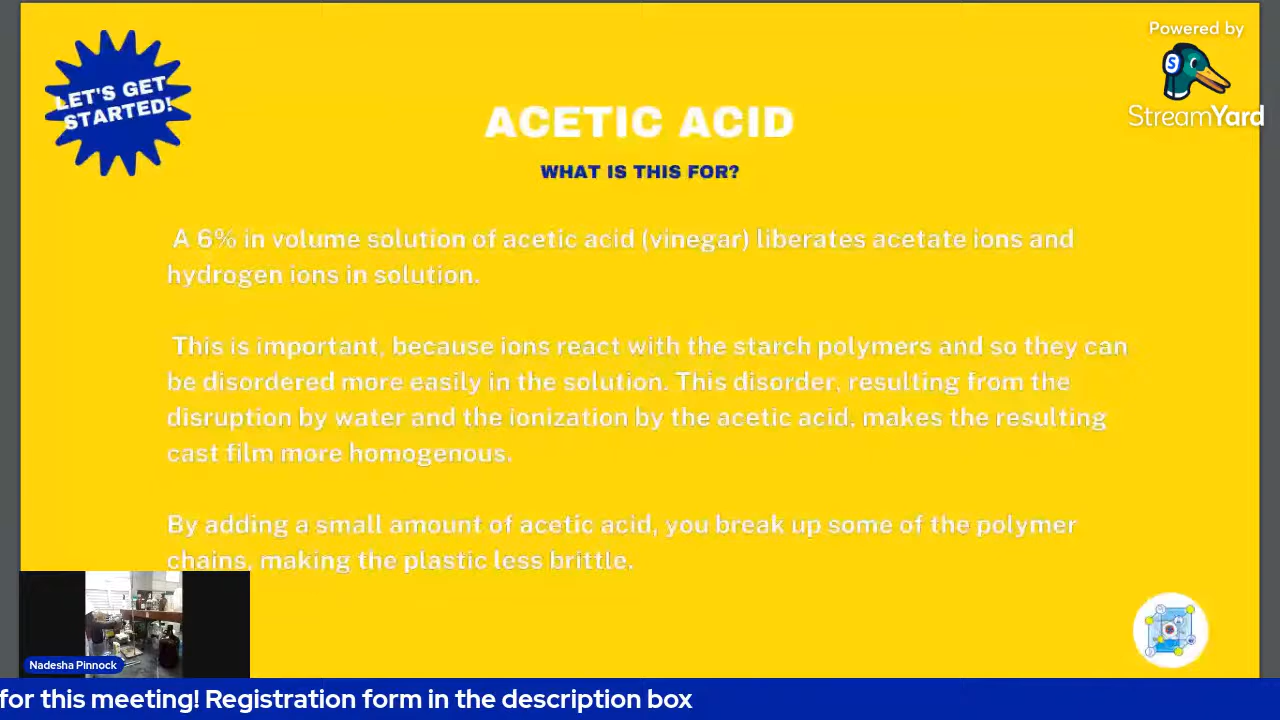 LET'S GET
STARTED!
Powered by
StreamYard
ACETIC ACID
WHAT IS THIS FOR?
A 6% in volume solution of acetic acid (vinegar) liberates acetate ions and
hydrogen ions in solution.
This is important, because ions react with the starch polymers and so they can
be disordered more easily in the solution. This disorder, resulting from the
disruption by water and the ionization by the acetic acid, makes the resulting
cast film more homogenous.
By adding a small amount of acetic acid, you break up some of the polymer
chains, making the plastic less brittle.
Nadesha Pinnock
for this meeting! Registration form in the description box